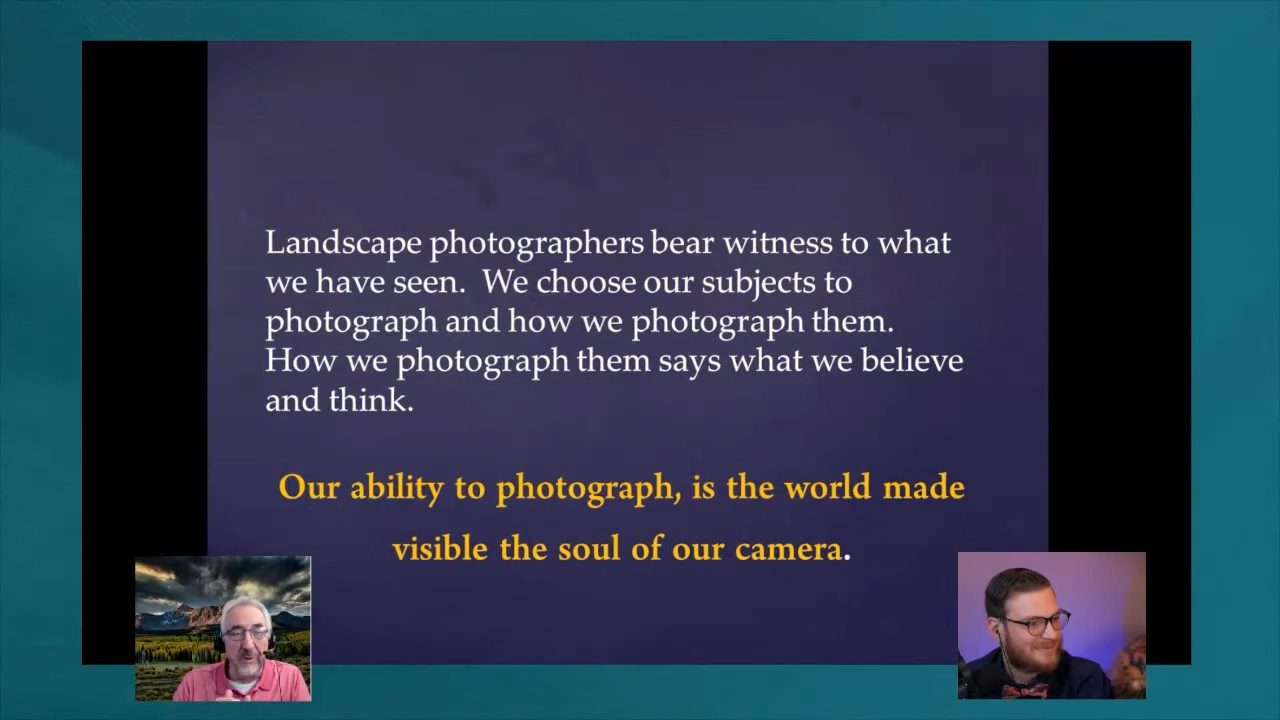 Landscape photographers bear witness to what
we have seen.  We choose our subjects to
photograph and how we photograph them.
How we photograph them says what we believe
and think.
Our ability to photograph, is the world made
visible the soul of our camera.